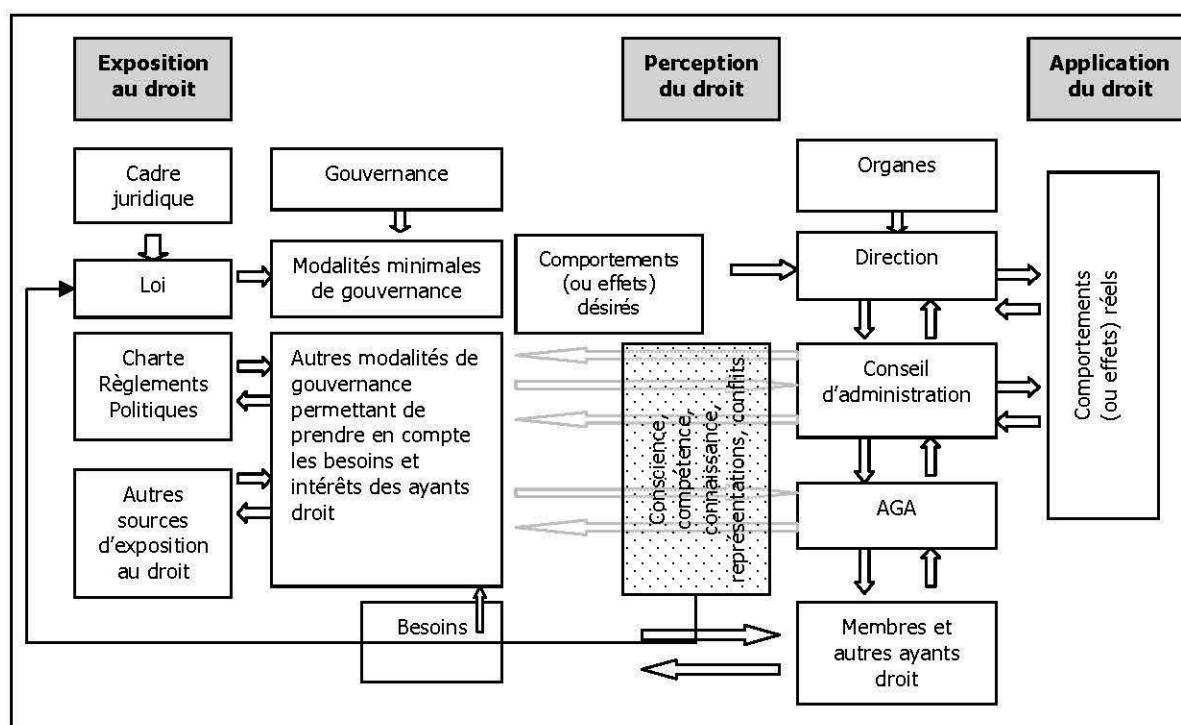 Exposition
au droit
Perception
du droit
Application
du droit
Cadre
juridique
Gouvernance
Organes
Loi
Modalités minimales
de gouvernance
Comportements
(ou effets)
désirés
Direction
Charte
Règlements
Politiques
Autres modalités de
gouvernance
permettant de
prendre en compte
les besoins et
intérêts des ayants
droit
Conscience,
compétence,
connaissance,
représentations, conflits
Conseil
d'administration
Comportements
(ou effets) réels
Autres
sources
d'exposition
au droit
AGA
Besoins
Membres et
autres ayants
droit